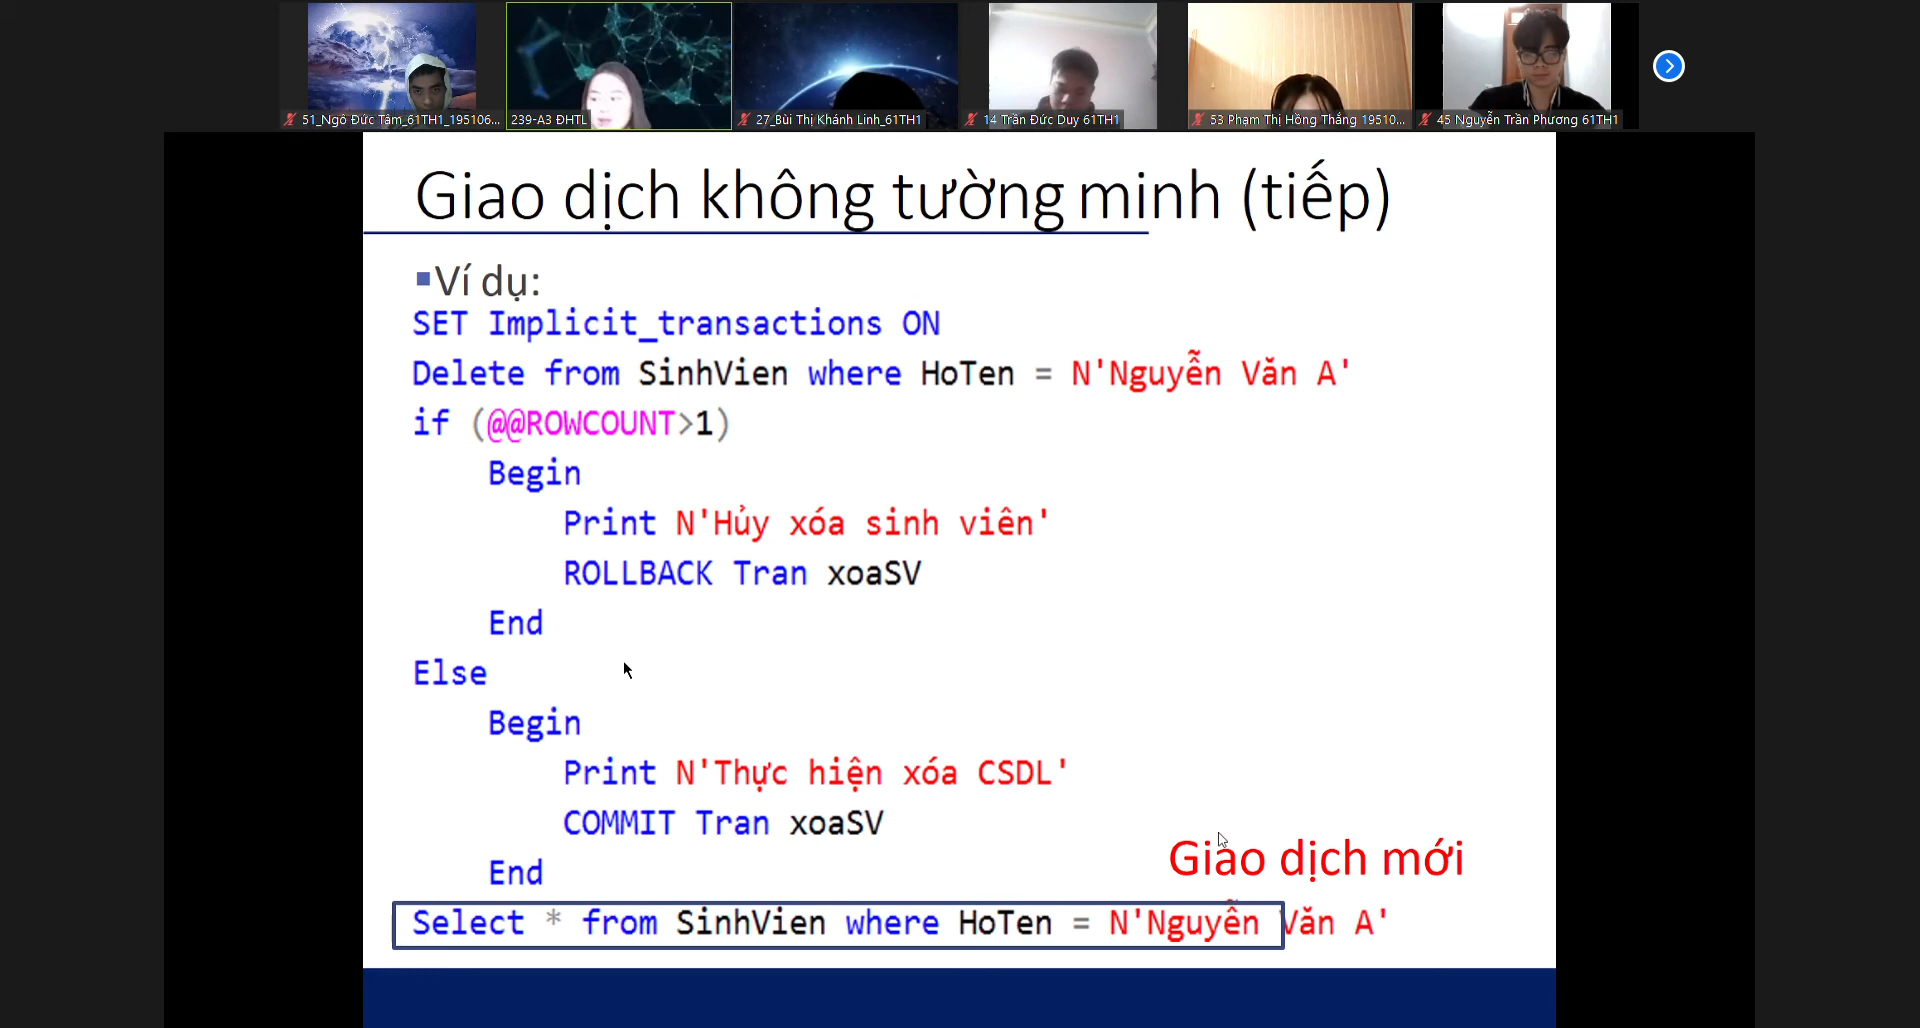 51_Ngô Đức Tâm_61TH1_195106...
239-A3 ĐHTL
27_Bùi Thị Khánh Linh_61TH1
14 Trần Đức Duy 61TH1
53 Phạm Thị Hồng Thắng 19510...
45 Nguyễn Trần Phương 61TH1
Giao dịch không tường minh (tiếp)
Ví dụ:
SET Implicit_transactions ON
Delete from SinhVien where HoTen = N'Nguyễn Văn A'
if (@@ROWCOUNT>1)
Begin
Print N'Hủy xóa sinh viên'
ROLLBACK Tran xoaSV
End
Else
Begin
Print N'Thực hiện xóa CSDL'
COMMIT Tran xoaSV
End
Giao dịch mới
Select * from SinhVien where HoTen = N'Nguyễn Văn A'